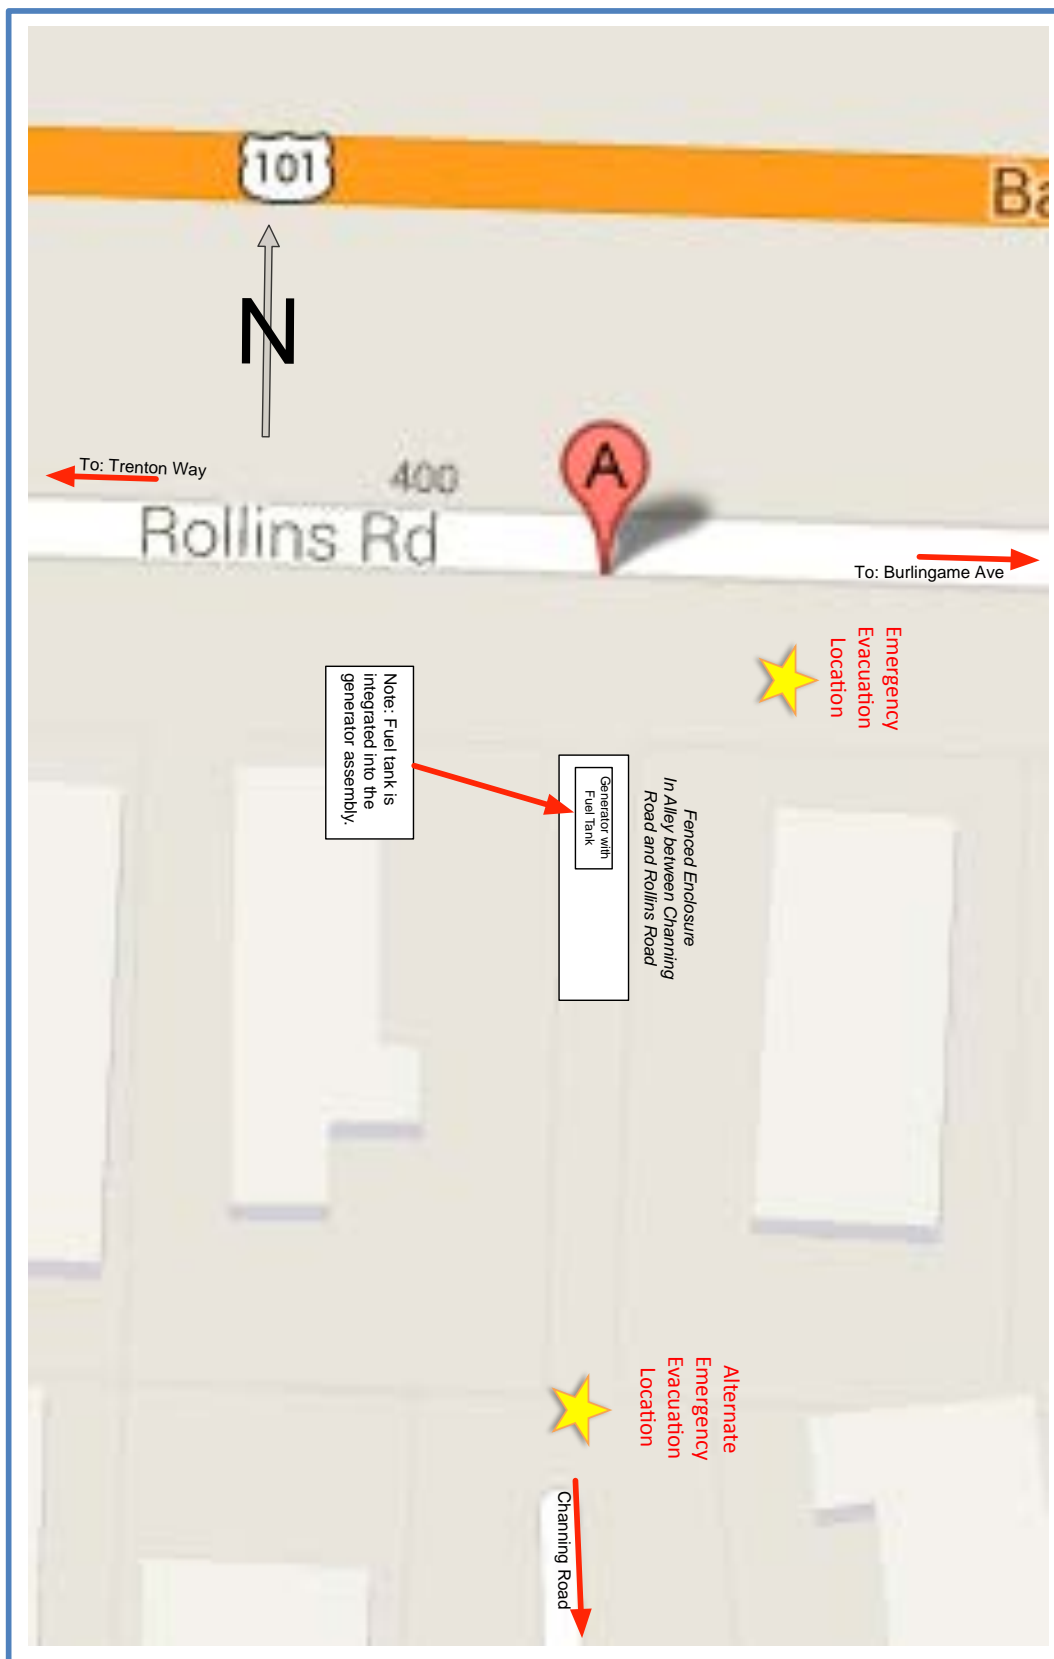 101
Ba
N
To: Trenton Way
400
A
Rollins Rd
To: Burlingame Ave
Emergency
Evacuation
Location
Note: Fuel tank is
integrated into the
generator assembly.
Generator with
Fuel Tank
Fenced Enclosure
In Alley between Channing
Road and Rollins Road
Alternate
Emergency
Evacuation
Location
Channing Road